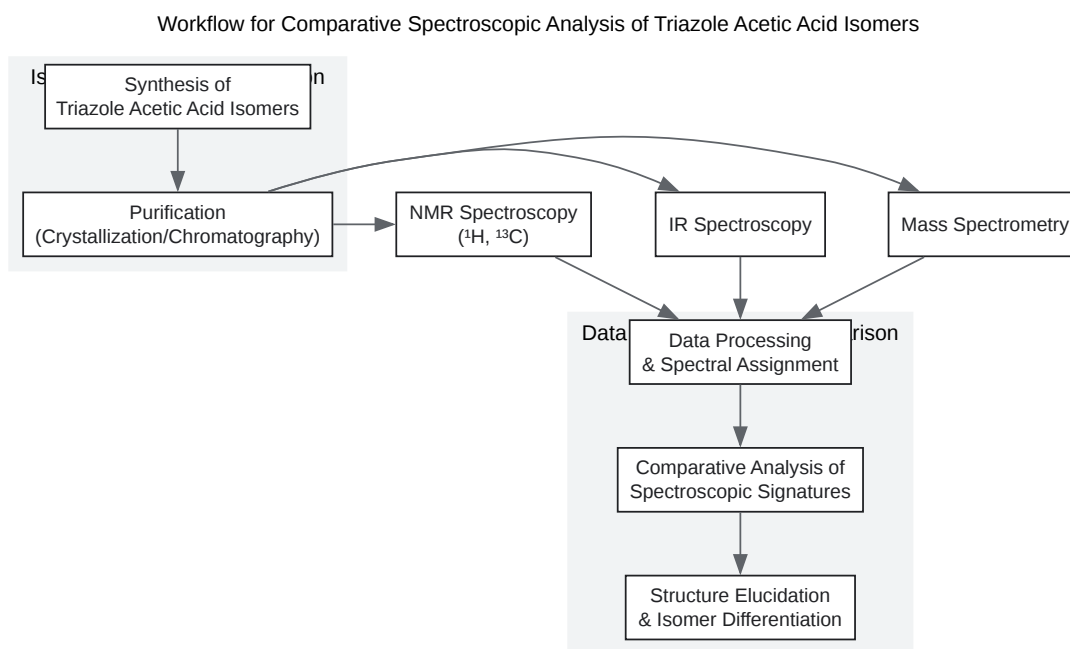 Workflow for Comparative Spectroscopic Analysis of Triazole Acetic Acid Isomers
Synthesis of
Triazole Acetic Acid Isomers
Purification
(Crystallization/Chromatography)
NMR Spectroscopy
(¹H, ¹³C)
IR Spectroscopy
Mass Spectrometry
Data
Data Processing
& Spectral Assignment
Comparative Analysis of
Spectroscopic Signatures
Structure Elucidation
& Isomer Differentiation